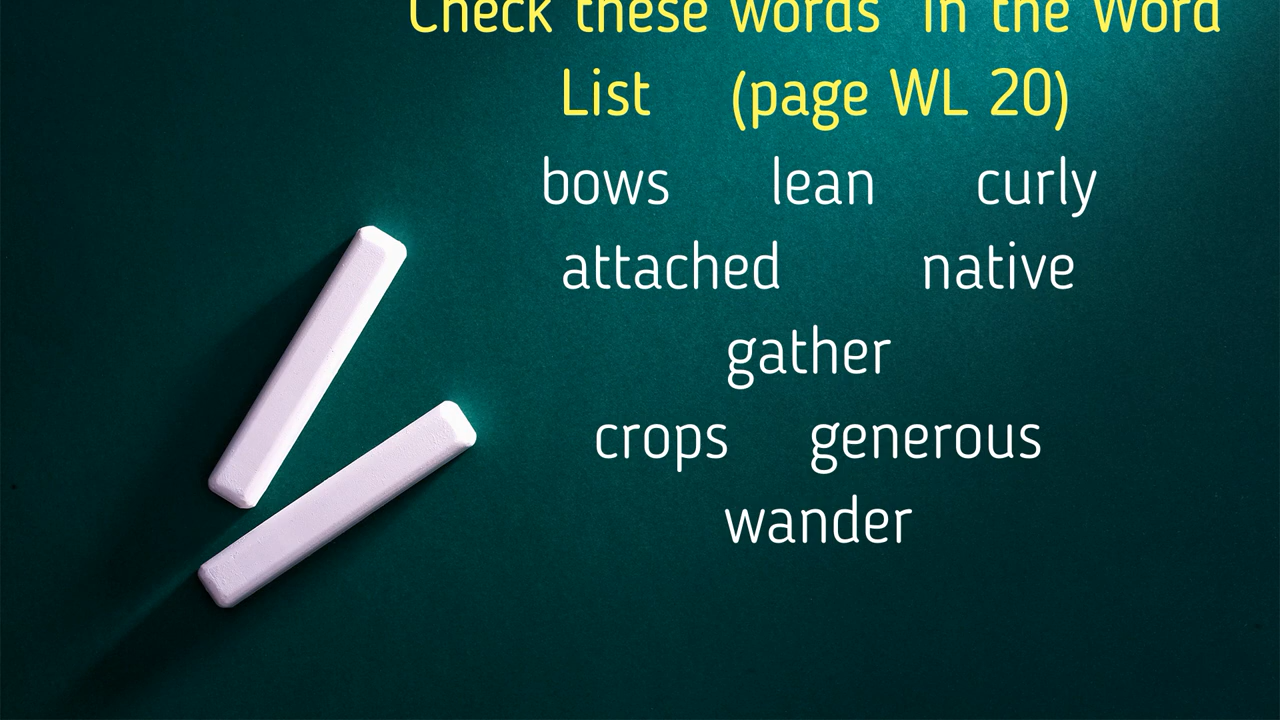 Check these words in the Word
List (page WL 20)
bows lean curly
attached native
gather
crops generous
wander